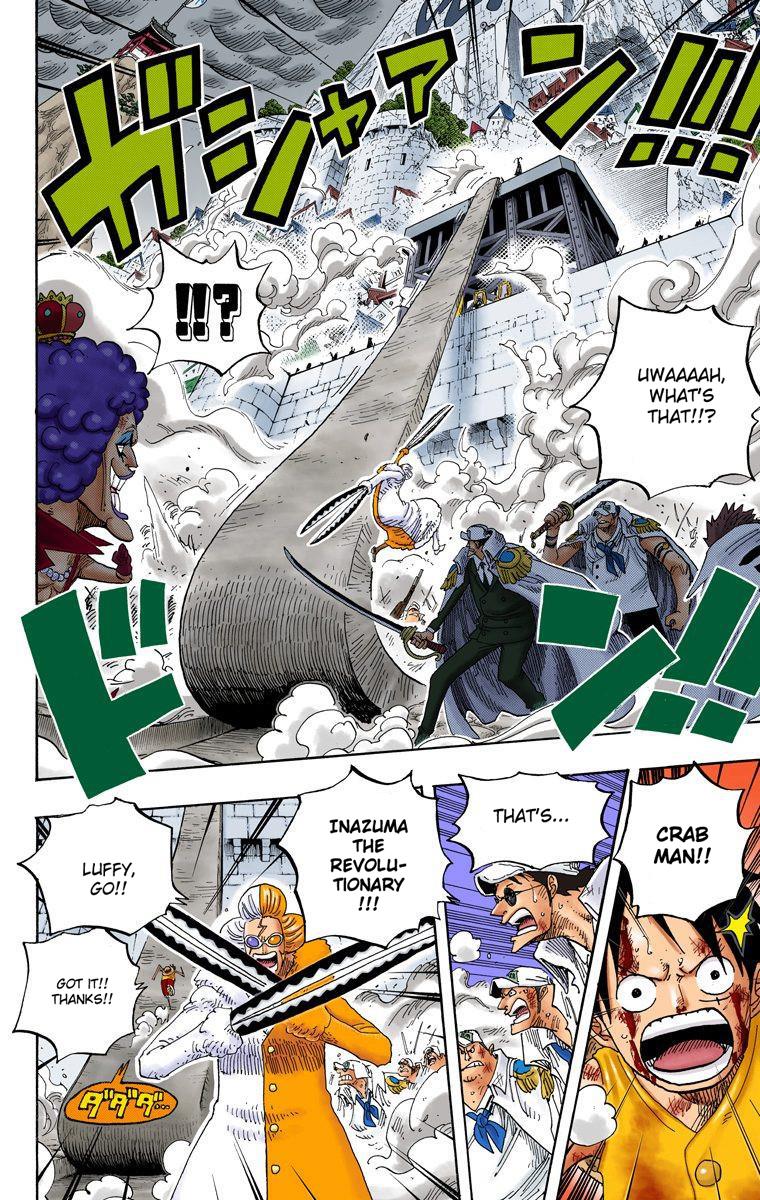 ガシャァン!!!
UWAAAAH,
WHAT'S
THAT!!?
!!?
ドン!!
CRAB
MAN!!
THAT'S...
INAZUMA
THE
REVOLU-
TIONARY
!!!
LUFFY,
GO!!
GOT IT!!
THANKS!!
ダダダ...